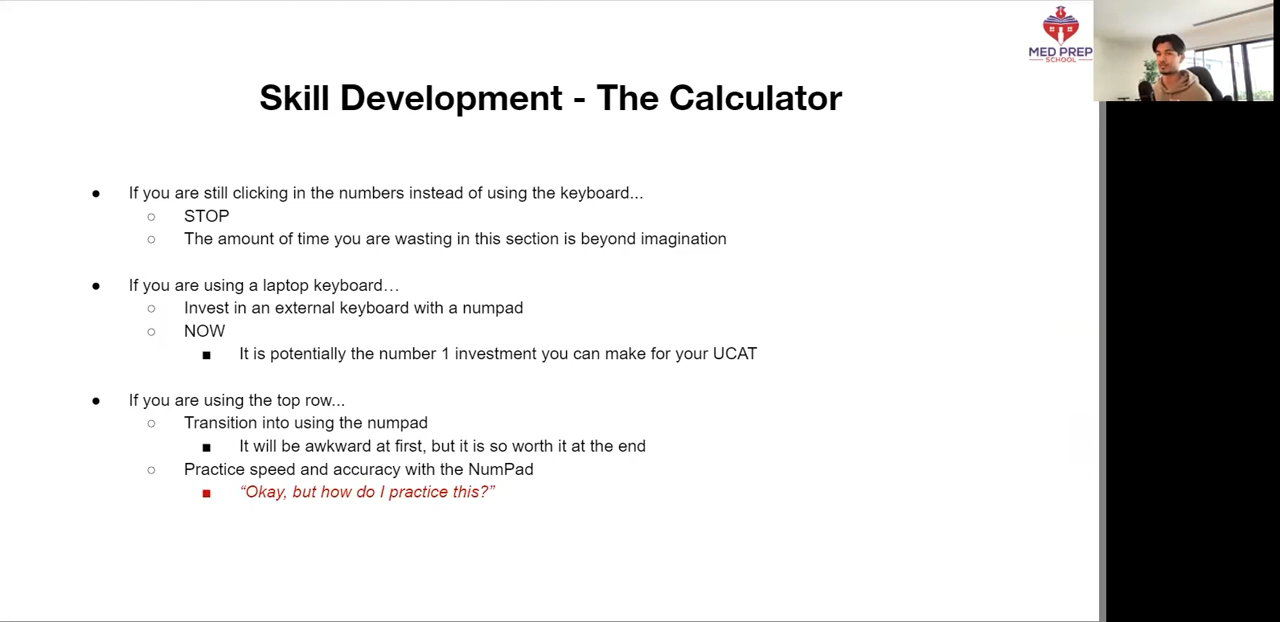 MED PREP
SCHOOL
Skill Development - The Calculator
● If you are still clicking in the numbers instead of using the keyboard...
○ STOP
○ The amount of time you are wasting in this section is beyond imagination
● If you are using a laptop keyboard…
○ Invest in an external keyboard with a numpad
○ NOW
■ It is potentially the number 1 investment you can make for your UCAT
● If you are using the top row...
○ Transition into using the numpad
■ It will be awkward at first, but it is so worth it at the end
○ Practice speed and accuracy with the NumPad
■ “Okay, but how do I practice this?”